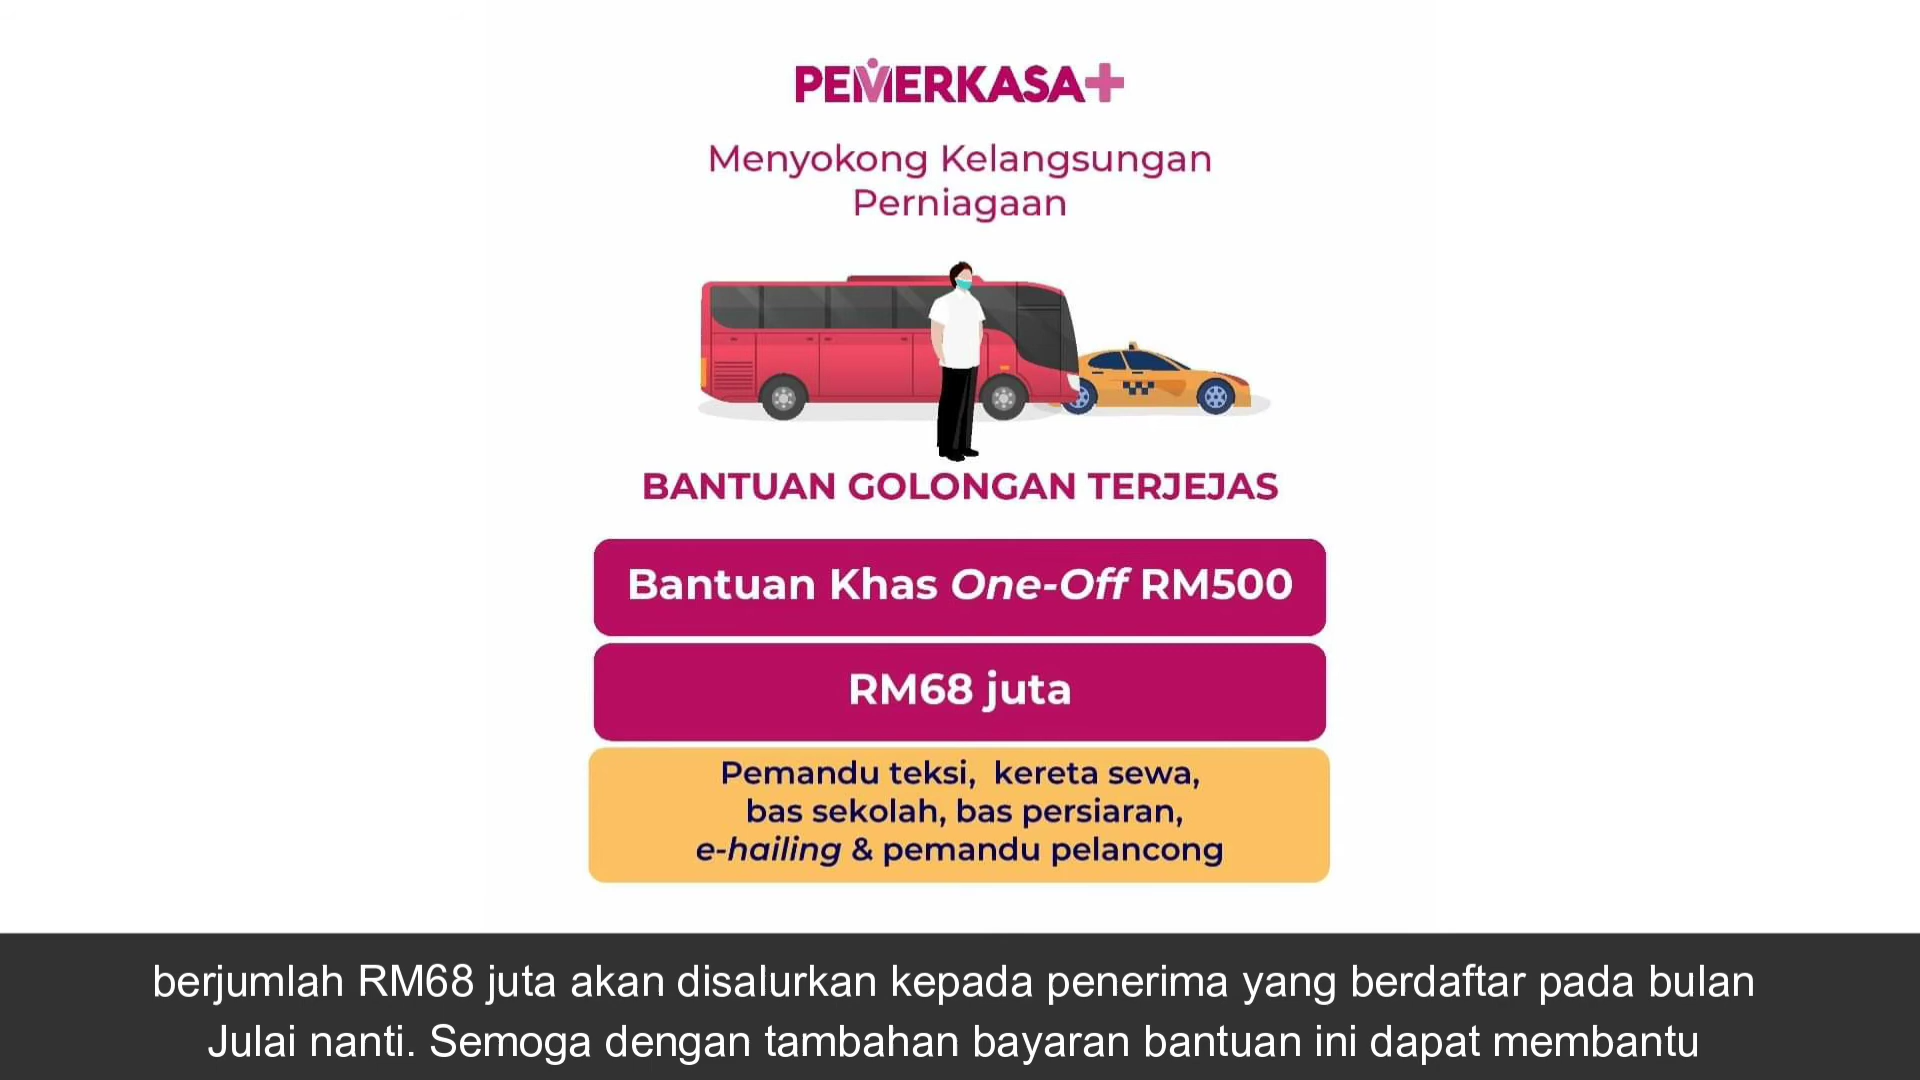 PEMERKASA+
Menyokong Kelangsungan
Perniagaan
BANTUAN GOLONGAN TERJEJAS
Bantuan Khas One-Off RM500
RM68 juta
Pemandu teksi, kereta sewa,
bas sekolah, bas persiaran,
e-hailing & pemandu pelancong
berjumlah RM68 juta akan disalurkan kepada penerima yang berdaftar pada bulan
Julai nanti. Semoga dengan tambahan bayaran bantuan ini dapat membantu